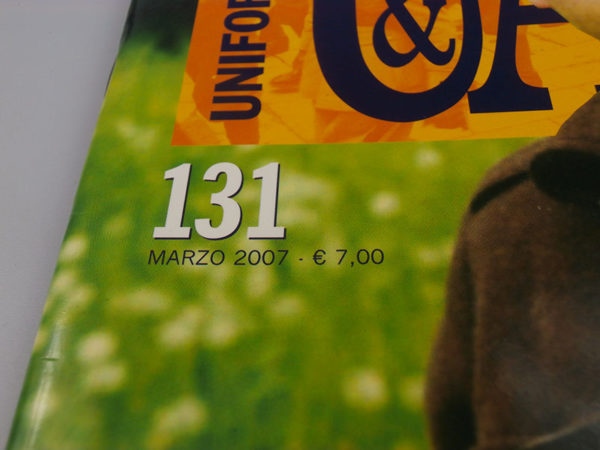 UNIFOR
&
131
MARZO 2007 - € 7,00